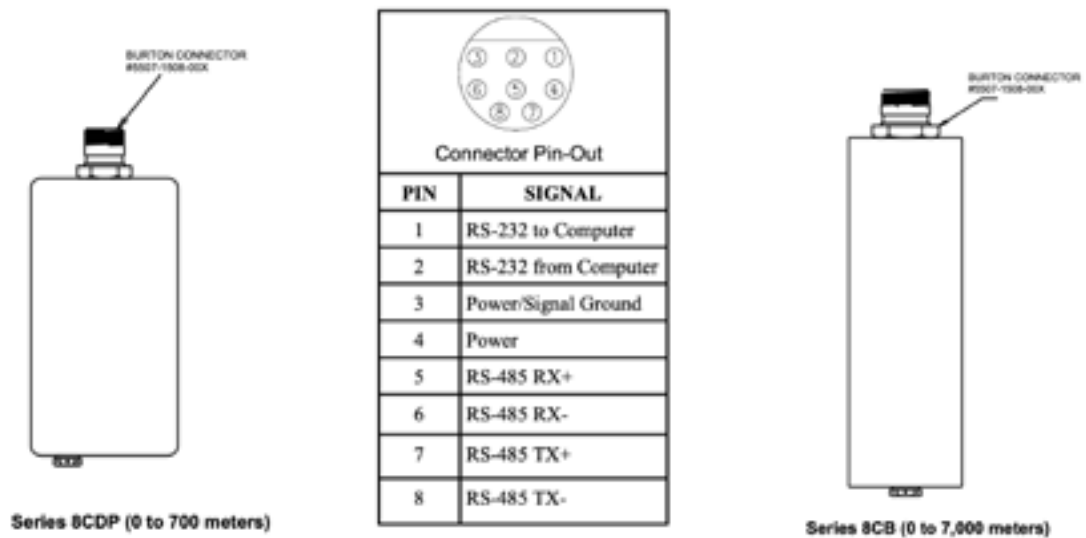 BURTON CONNECTOR
#5507-1508-00X
3 2 1
6 5 4
8 7
Connector Pin-Out
PIN SIGNAL
1 RS-232 to Computer
2 RS-232 from Computer
3 Power/Signal Ground
4 Power
5 RS-485 RX+
6 RS-485 RX-
7 RS-485 TX+
8 RS-485 TX-
Series 8CDP (0 to 700 meters)
BURTON CONNECTOR
#5507-1508-00X
Series 8CB (0 to 7,000 meters)